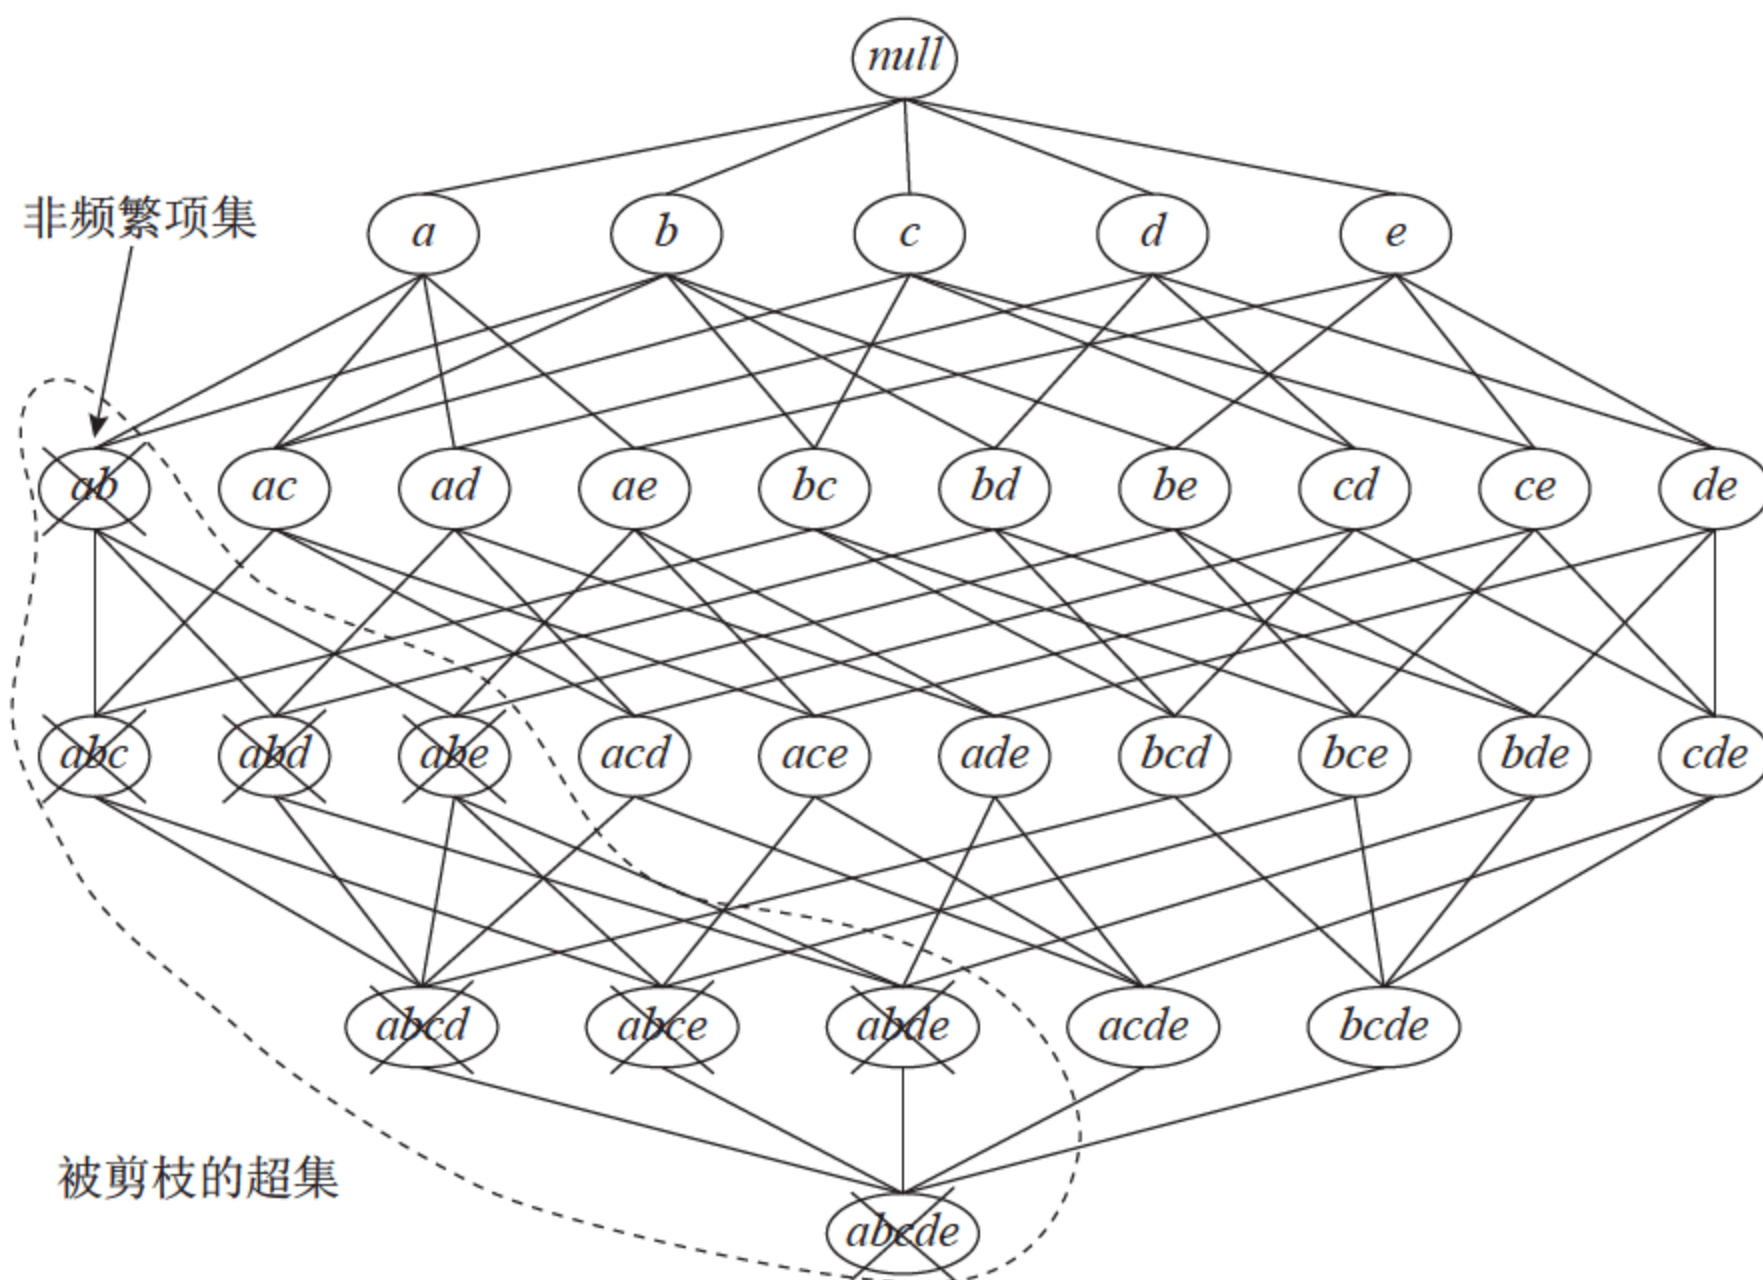 null
非频繁项集
a b c d e
ab ac ad ae bc bd be cd ce de
abc abd abe acd ace ade bcd bce bde cde
abcd abce abde acde bcde
被剪枝的超集
abcde